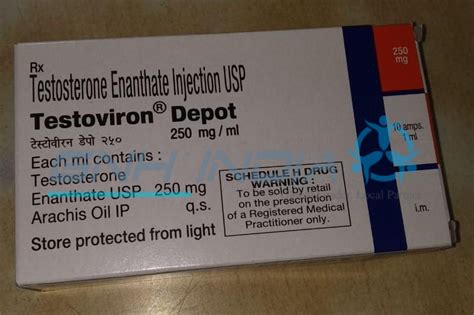 Rx
Testosterone Enanthate Injection USP
Testoviron® Depot
टेस्टोवीरन डेपो २५० 250 mg / ml
Each ml contains :
Testosterone
Enanthate USP 250 mg
Arachis Oil IP q.s.
Store protected from light
SCHEDULE H DRUG
WARNING :
To be sold by retail
on the prescription
of a Registered Medical
Practitioner only.
250
mg
10 amps.
1 ml
i.m.